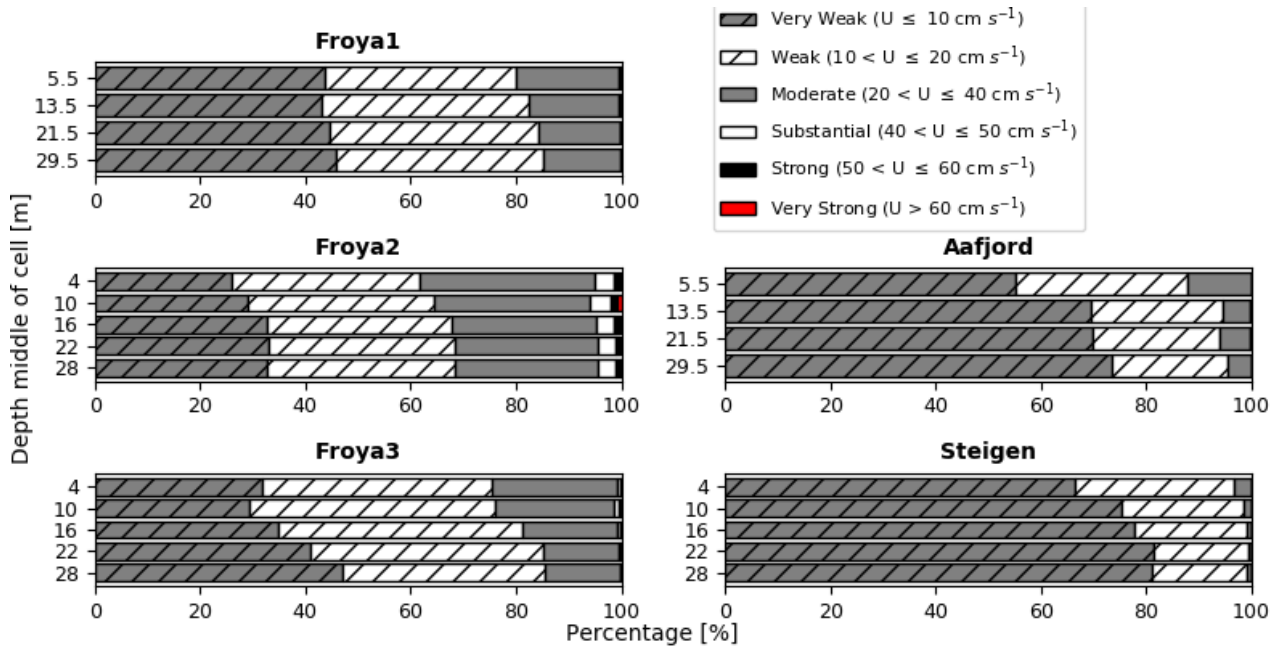 Very Weak (U ≤ 10 cm s⁻¹)
Weak (10 < U ≤ 20 cm s⁻¹)
Moderate (20 < U ≤ 40 cm s⁻¹)
Substantial (40 < U ≤ 50 cm s⁻¹)
Strong (50 < U ≤ 60 cm s⁻¹)
Very Strong (U > 60 cm s⁻¹)
Froya1
5.5
13.5
21.5
29.5
0 20 40 60 80 100
Froya2
4
10
16
22
28
0 20 40 60 80 100
Aafjord
5.5
13.5
21.5
29.5
0 20 40 60 80 100
Froya3
4
10
16
22
28
0 20 40 60 80 100
Steigen
4
10
16
22
28
0 20 40 60 80 100
Depth middle of cell [m]
Percentage [%]